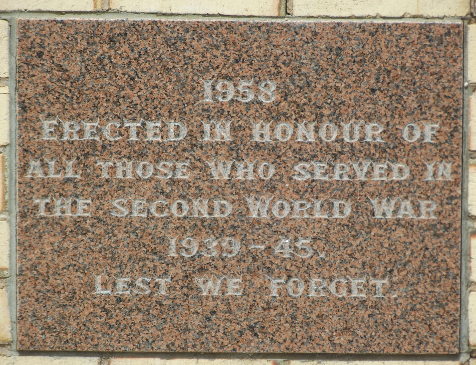 1958
ERECTED IN HONOUR OF
ALL THOSE WHO SERVED IN
THE SECOND WORLD WAR
1939-45.
LEST WE FORGET.